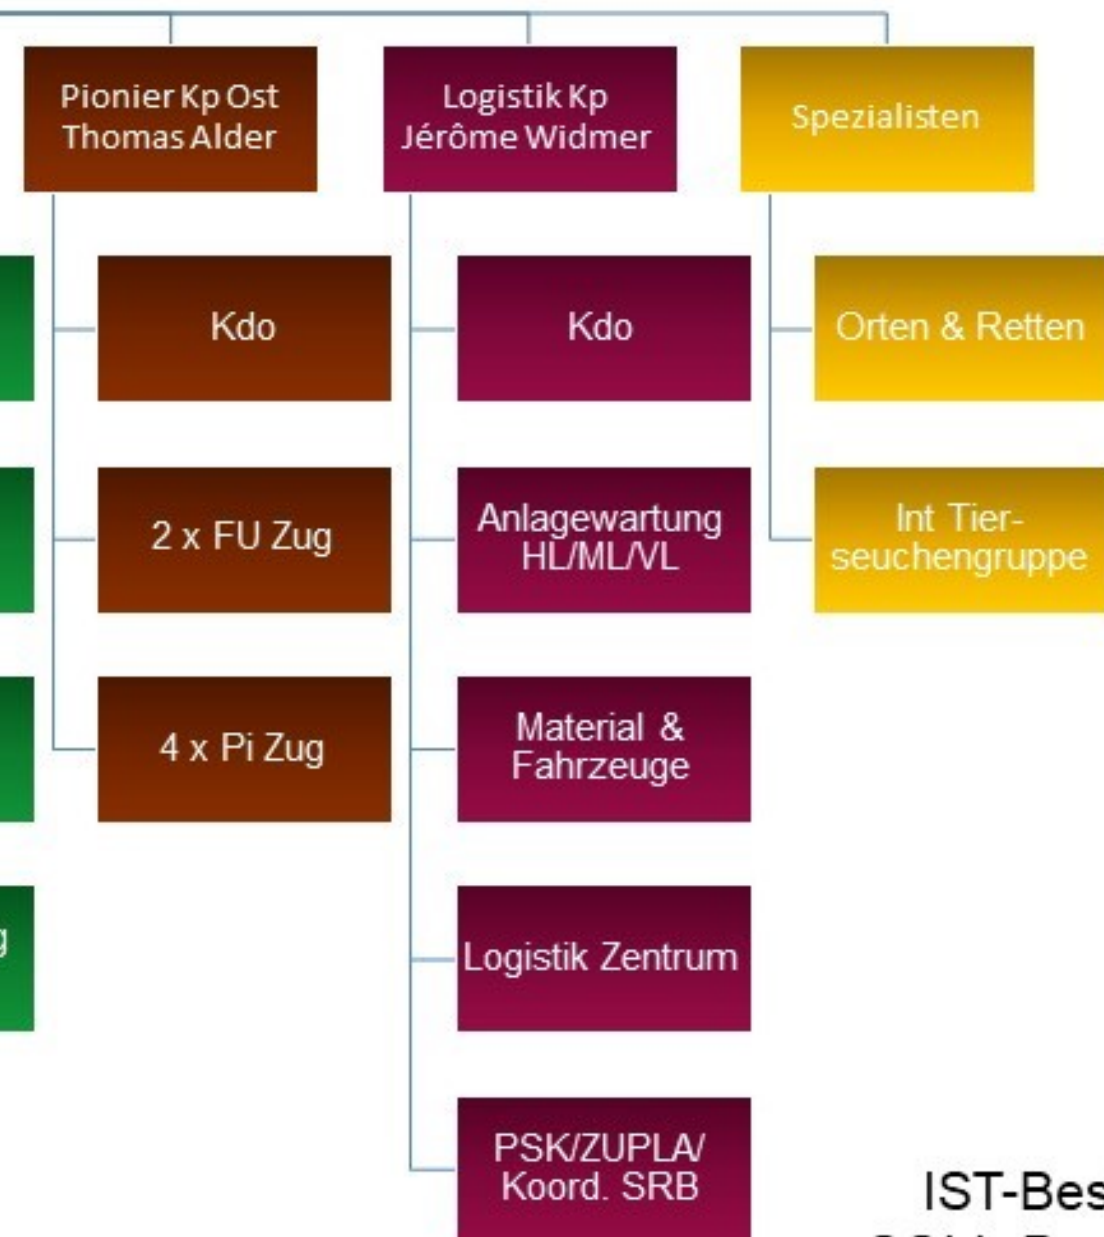 Pionier Kp Ost
Thomas Alder
Kdo
2 x FU Zug
4 x Pi Zug
Logistik Kp
Jérôme Widmer
Kdo
Anlagewartung
HL/ML/VL
Material &
Fahrzeuge
Logistik Zentrum
PSK/ZUPLA/
Koord. SRB
Spezialisten
Orten & Retten
Int Tier-
seuchengruppe
IST-Bes